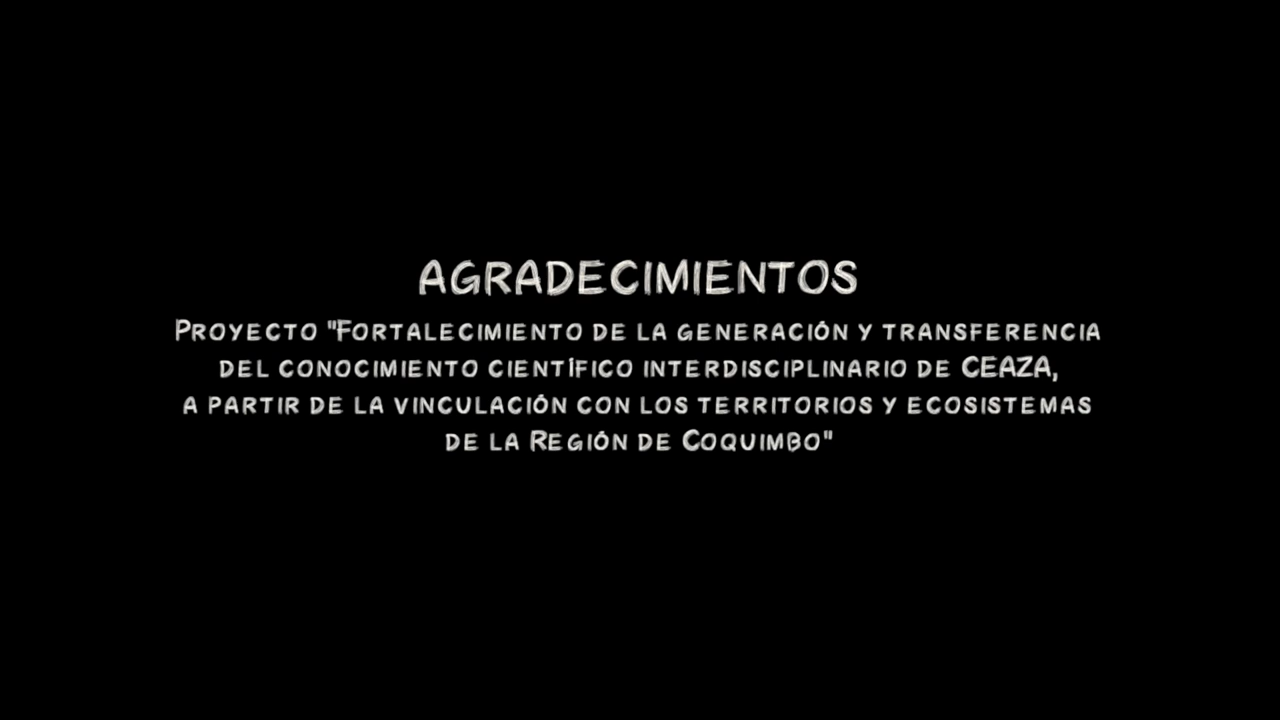 AGRADECIMIENTOS
Proyecto "Fortalecimiento de la generación y transferencia
del conocimiento científico interdisciplinario de CEAZA,
a partir de la vinculación con los territorios y ecosistemas
de la Región de Coquimbo"